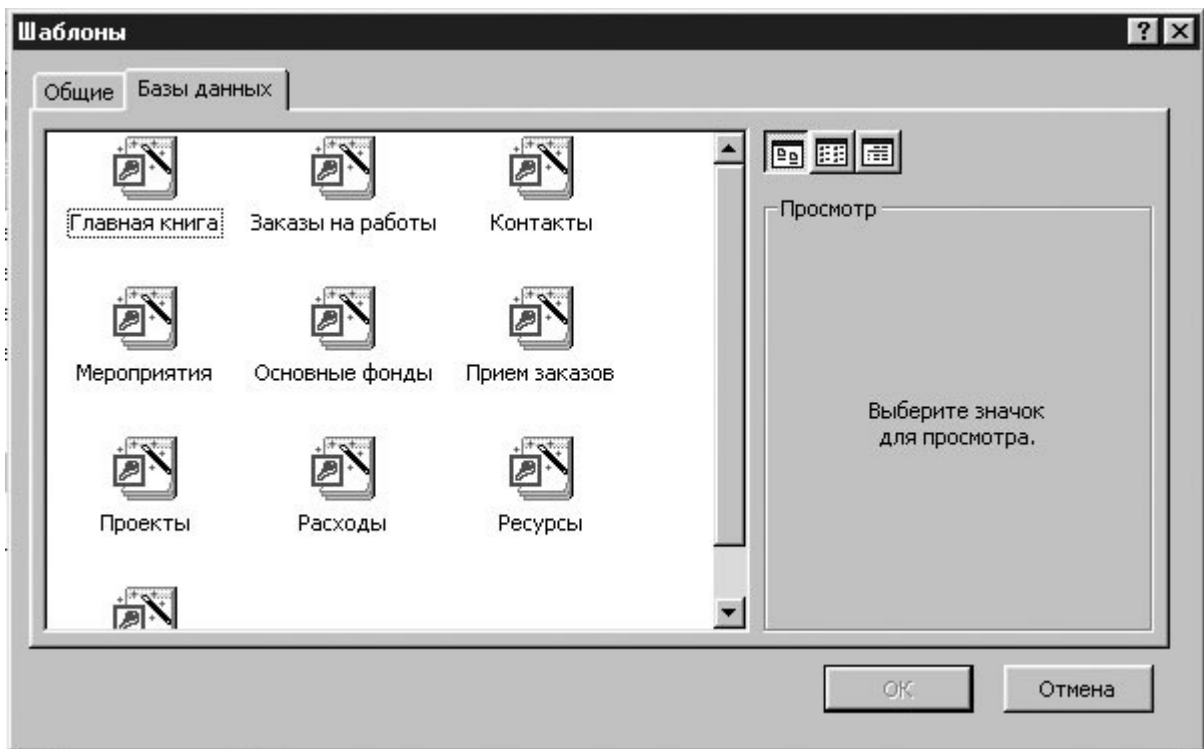 Шаблоны
Общие
Базы данных
Главная книга
Заказы на работы
Контакты
Мероприятия
Основные фонды
Прием заказов
Проекты
Расходы
Ресурсы
Просмотр
Выберите значок
для просмотра.
OK
Отмена